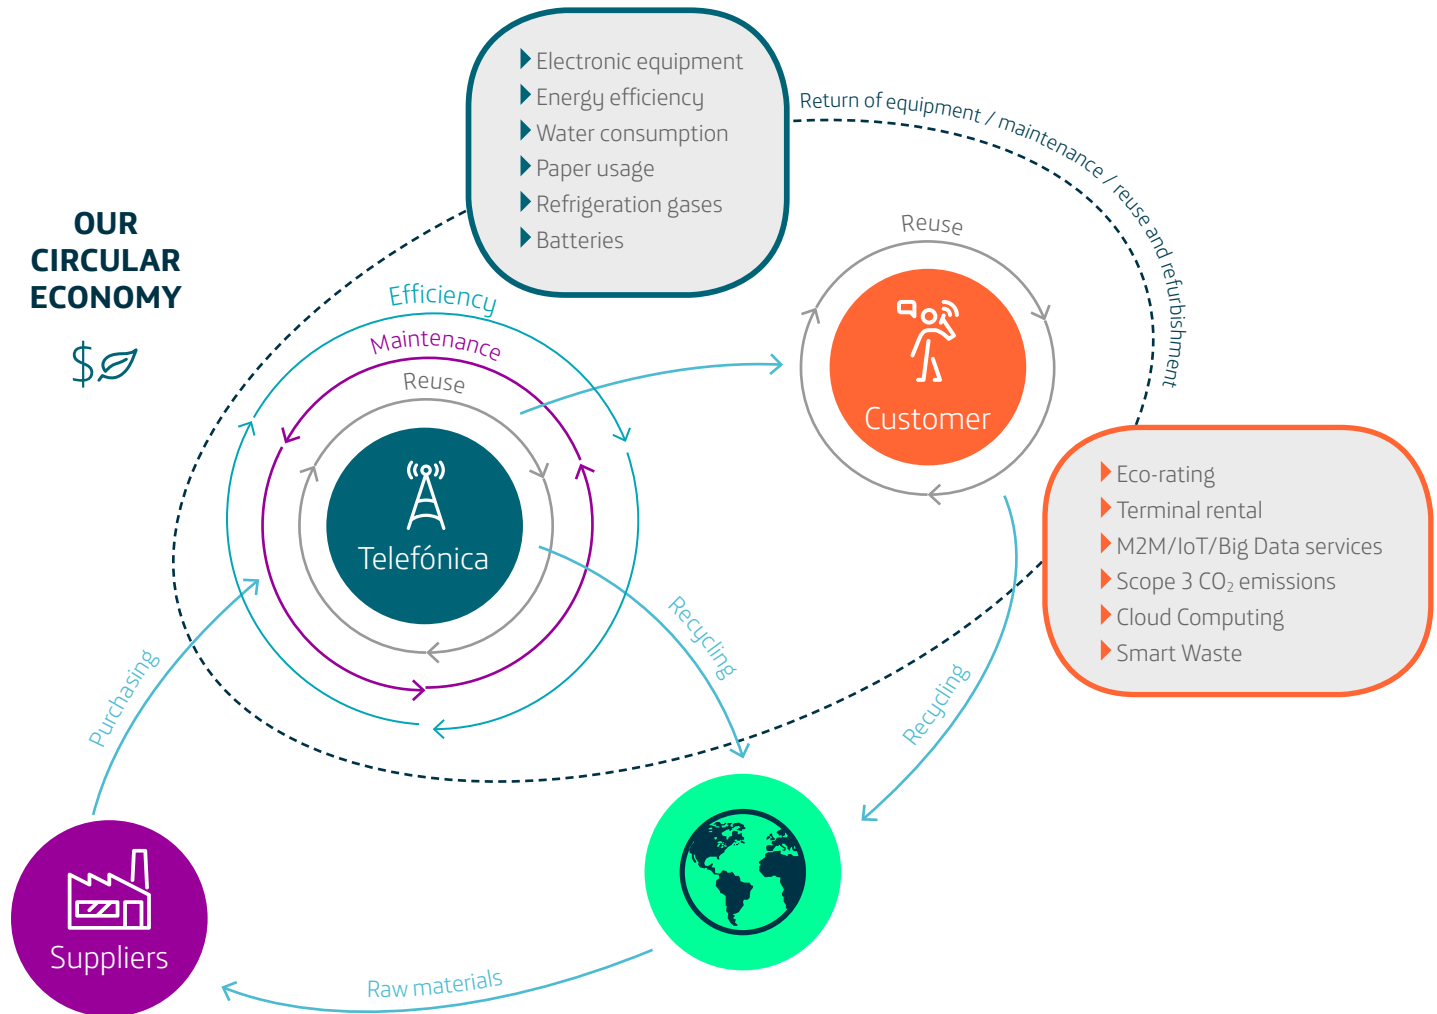 OUR
CIRCULAR
ECONOMY
$
Electronic equipment
Energy efficiency
Water consumption
Paper usage
Refrigeration gases
Batteries
Return of equipment / maintenance / reuse and refurbishment
Efficiency
Maintenance
Reuse
Telefónica
Reuse
Customer
Eco-rating
Terminal rental
M2M/IoT/Big Data services
Scope 3 CO₂ emissions
Cloud Computing
Smart Waste
Purchasing
Recycling
Recycling
Suppliers
Raw materials